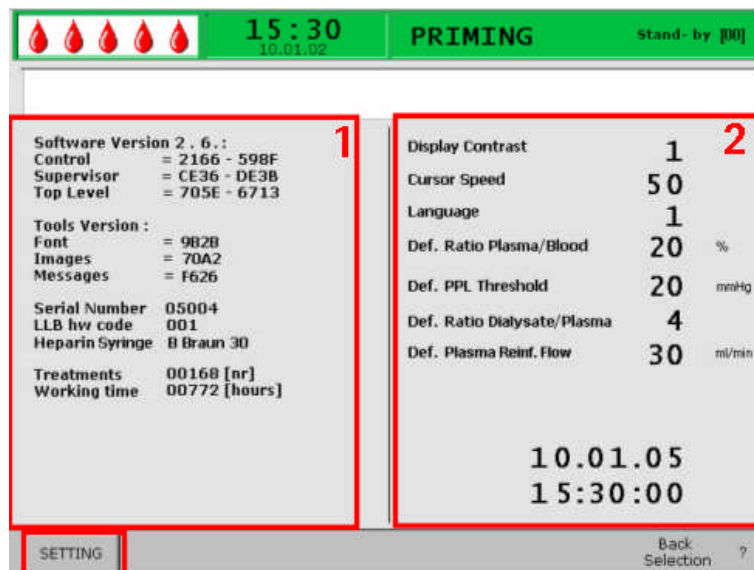 15:30
10.01.02
PRIMING
Stand- by [00]
1
Software Version 2 . 6 . :
Control = 2166 - 598F
Supervisor = CE36 - DE3B
Top Level = 705E - 6713
Tools Version :
Font = 9B2B
Images = 70A2
Messages = F626
Serial Number 05004
LLB hw code 001
Heparin Syringe B Braun 30
Treatments 00168 [nr]
Working time 00772 [hours]
2
Display Contrast 1
Cursor Speed 50
Language 1
Def. Ratio Plasma/Blood 20 %
Def. PPL Threshold 20 mmHg
Def. Ratio Dialysate/Plasma 4
Def. Plasma Reinf. Flow 30 ml/min
10.01.05
15:30:00
SETTING
Back
Selection
?